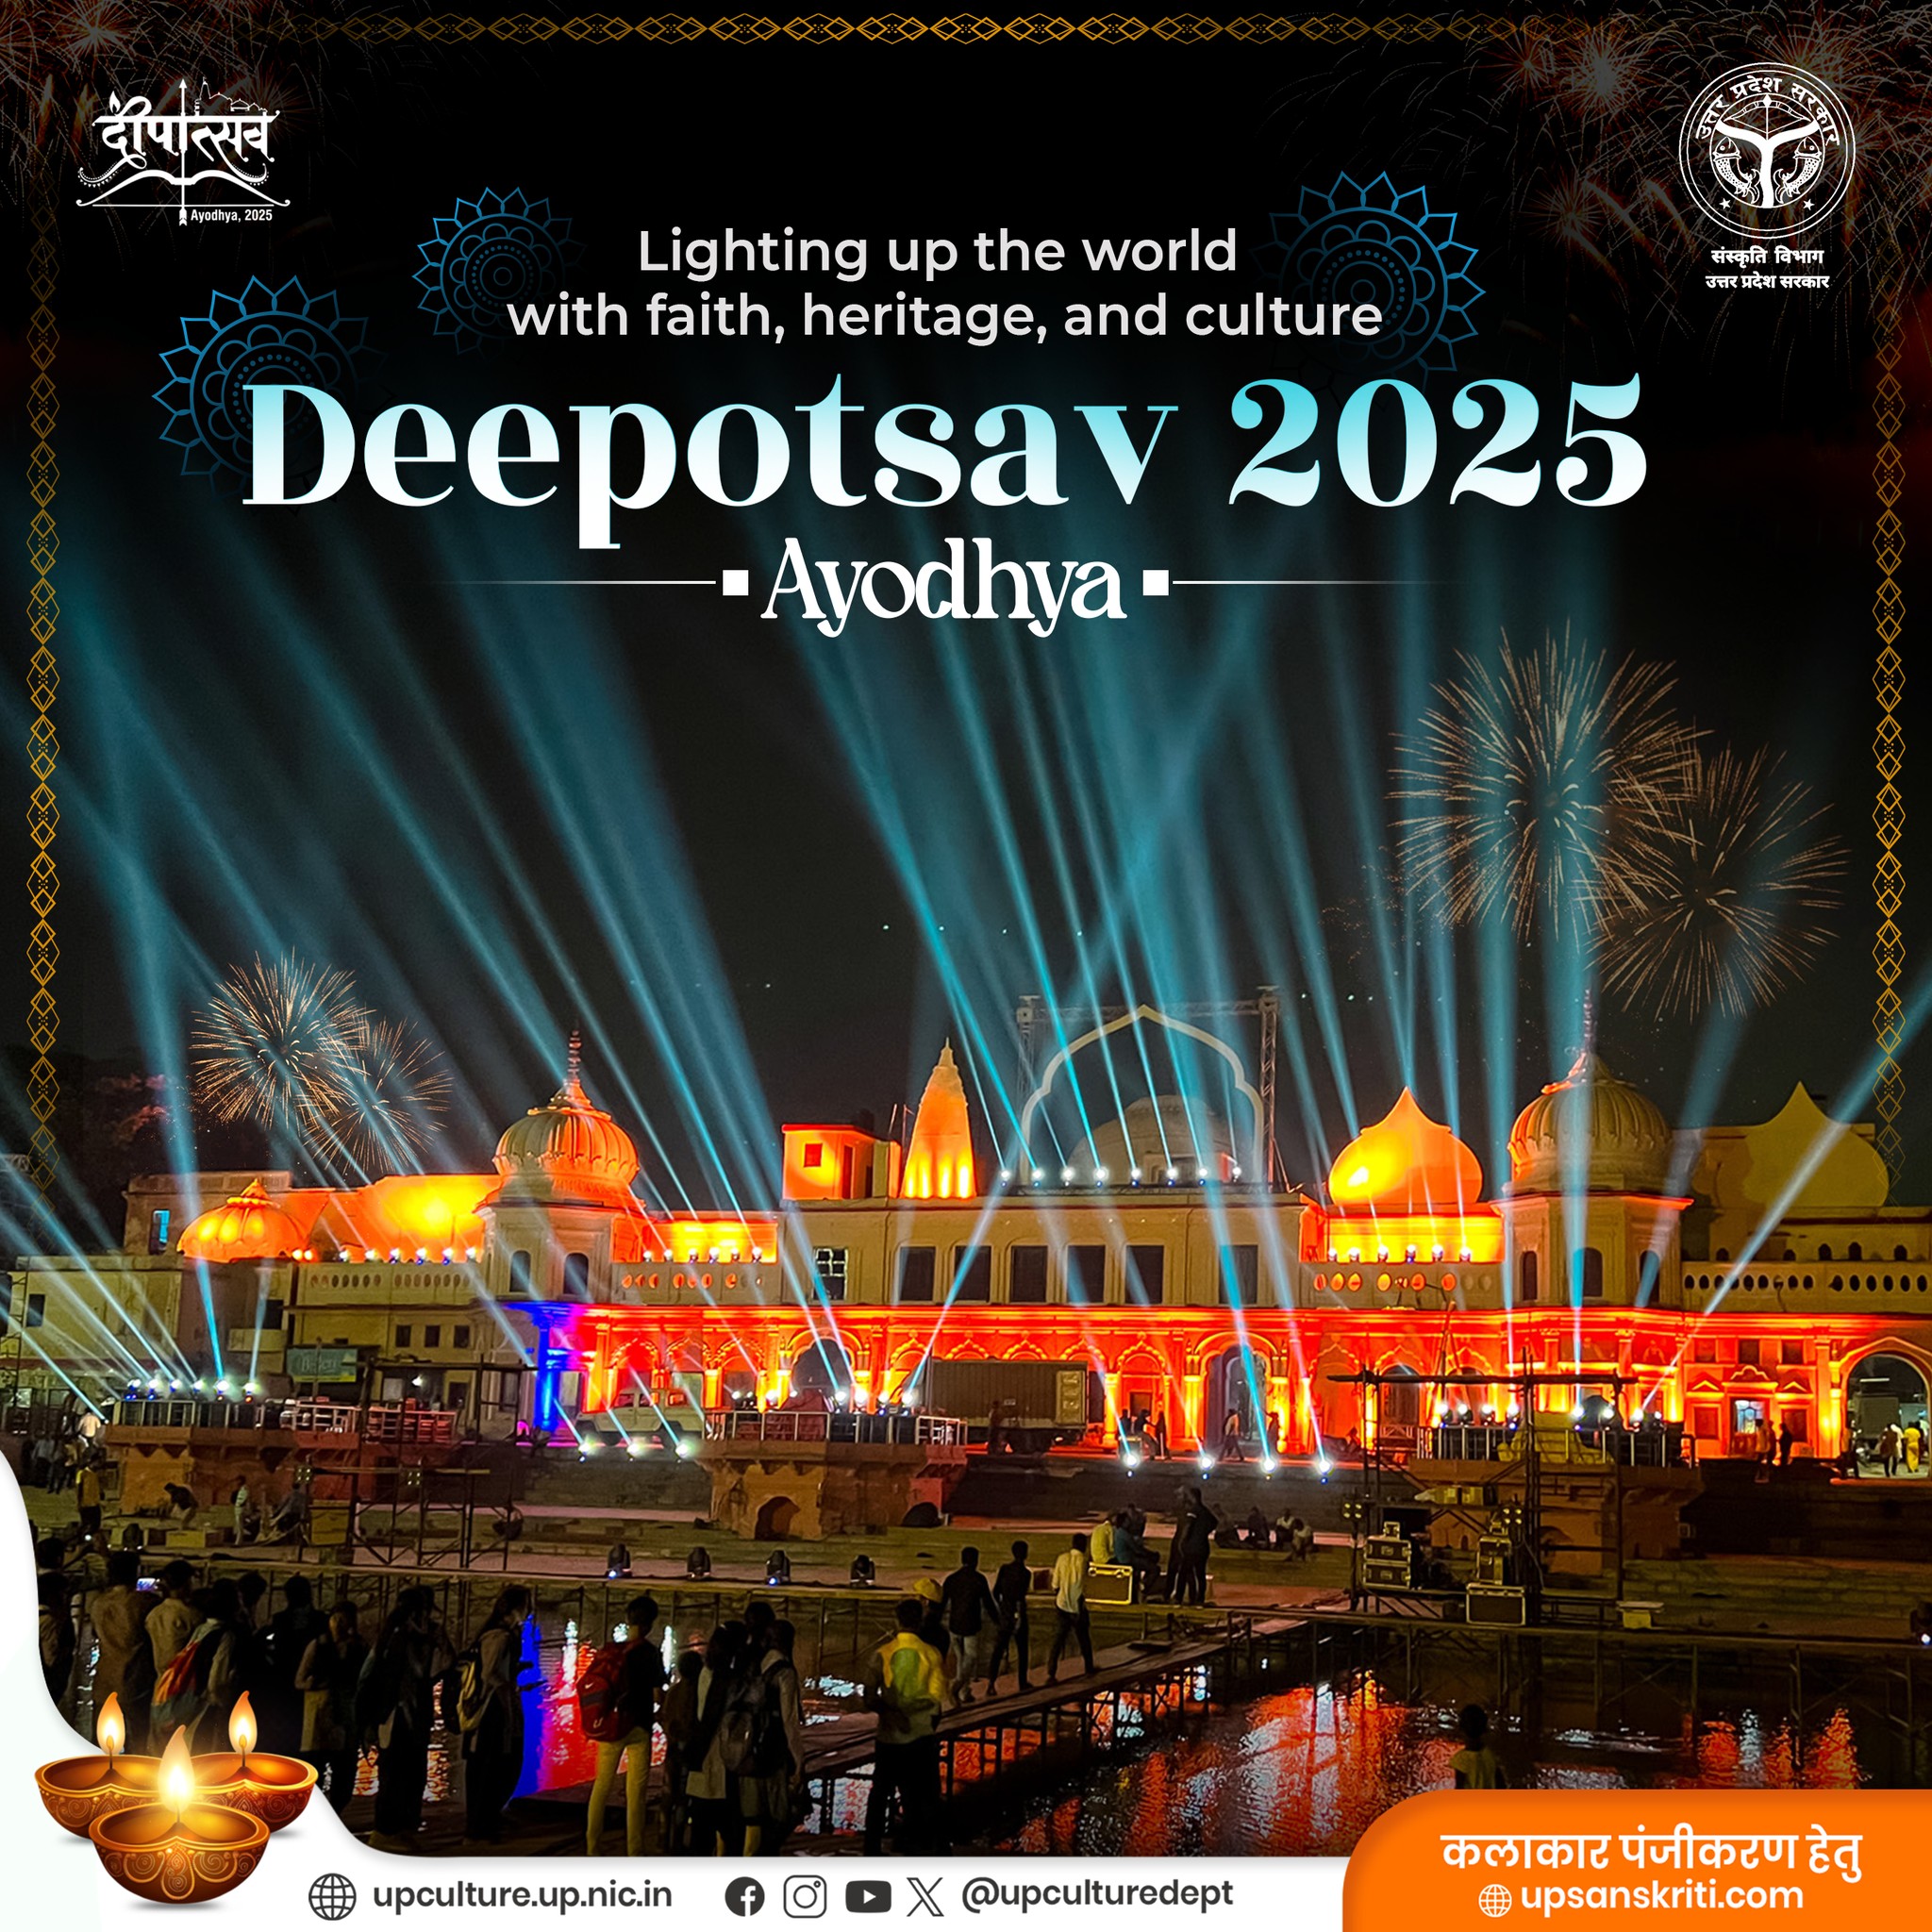 दीपोत्सव
Ayodhya, 2025
उत्तर प्रदेश सरकार
संस्कृति विभाग
उत्तर प्रदेश सरकार
Lighting up the world
with faith, heritage, and culture
Deepotsav 2025
Ayodhya
upculture.up.nic.in
@upculturedept
कलाकार पंजीकरण हेतु
upsanskriti.com